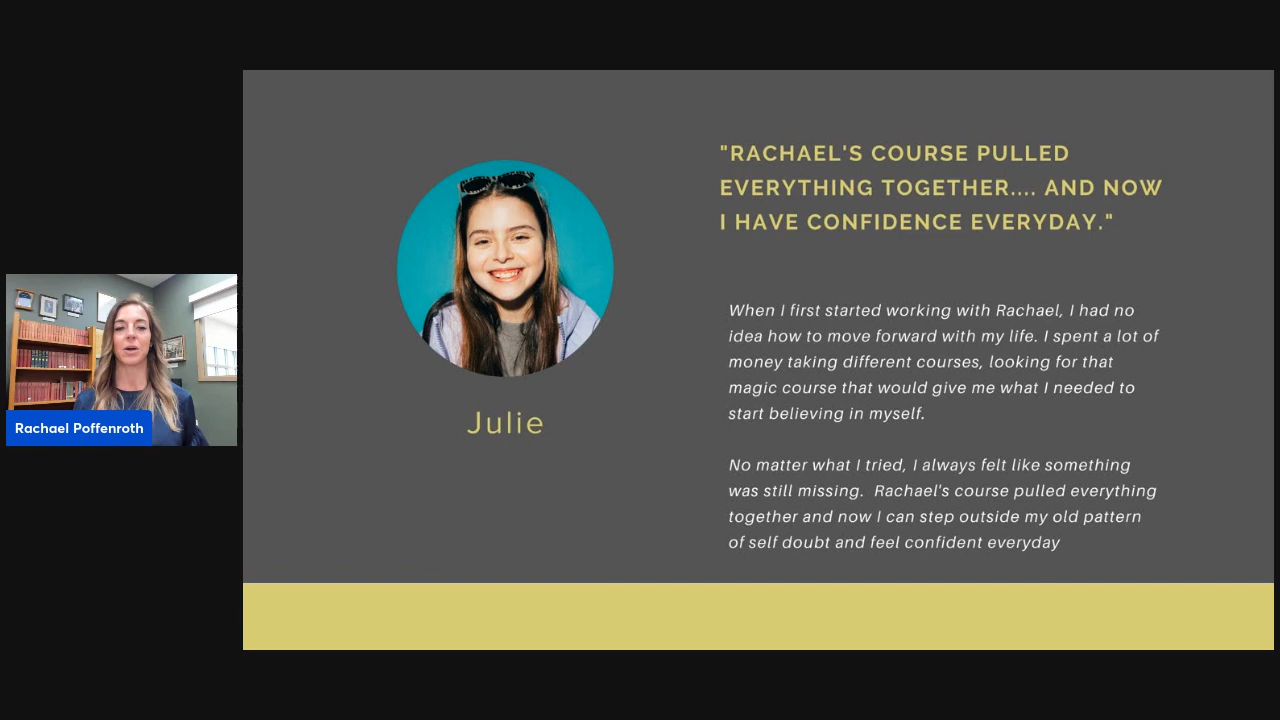 "RACHAEL'S COURSE PULLED
EVERYTHING TOGETHER.... AND NOW
I HAVE CONFIDENCE EVERYDAY."
When I first started working with Rachael, I had no
idea how to move forward with my life. I spent a lot of
money taking different courses, looking for that
magic course that would give me what I needed to
start believing in myself.
No matter what I tried, I always felt like something
was still missing.  Rachael's course pulled everything
together and now I can step outside my old pattern
of self doubt and feel confident everyday
Julie
Rachael Poffenroth